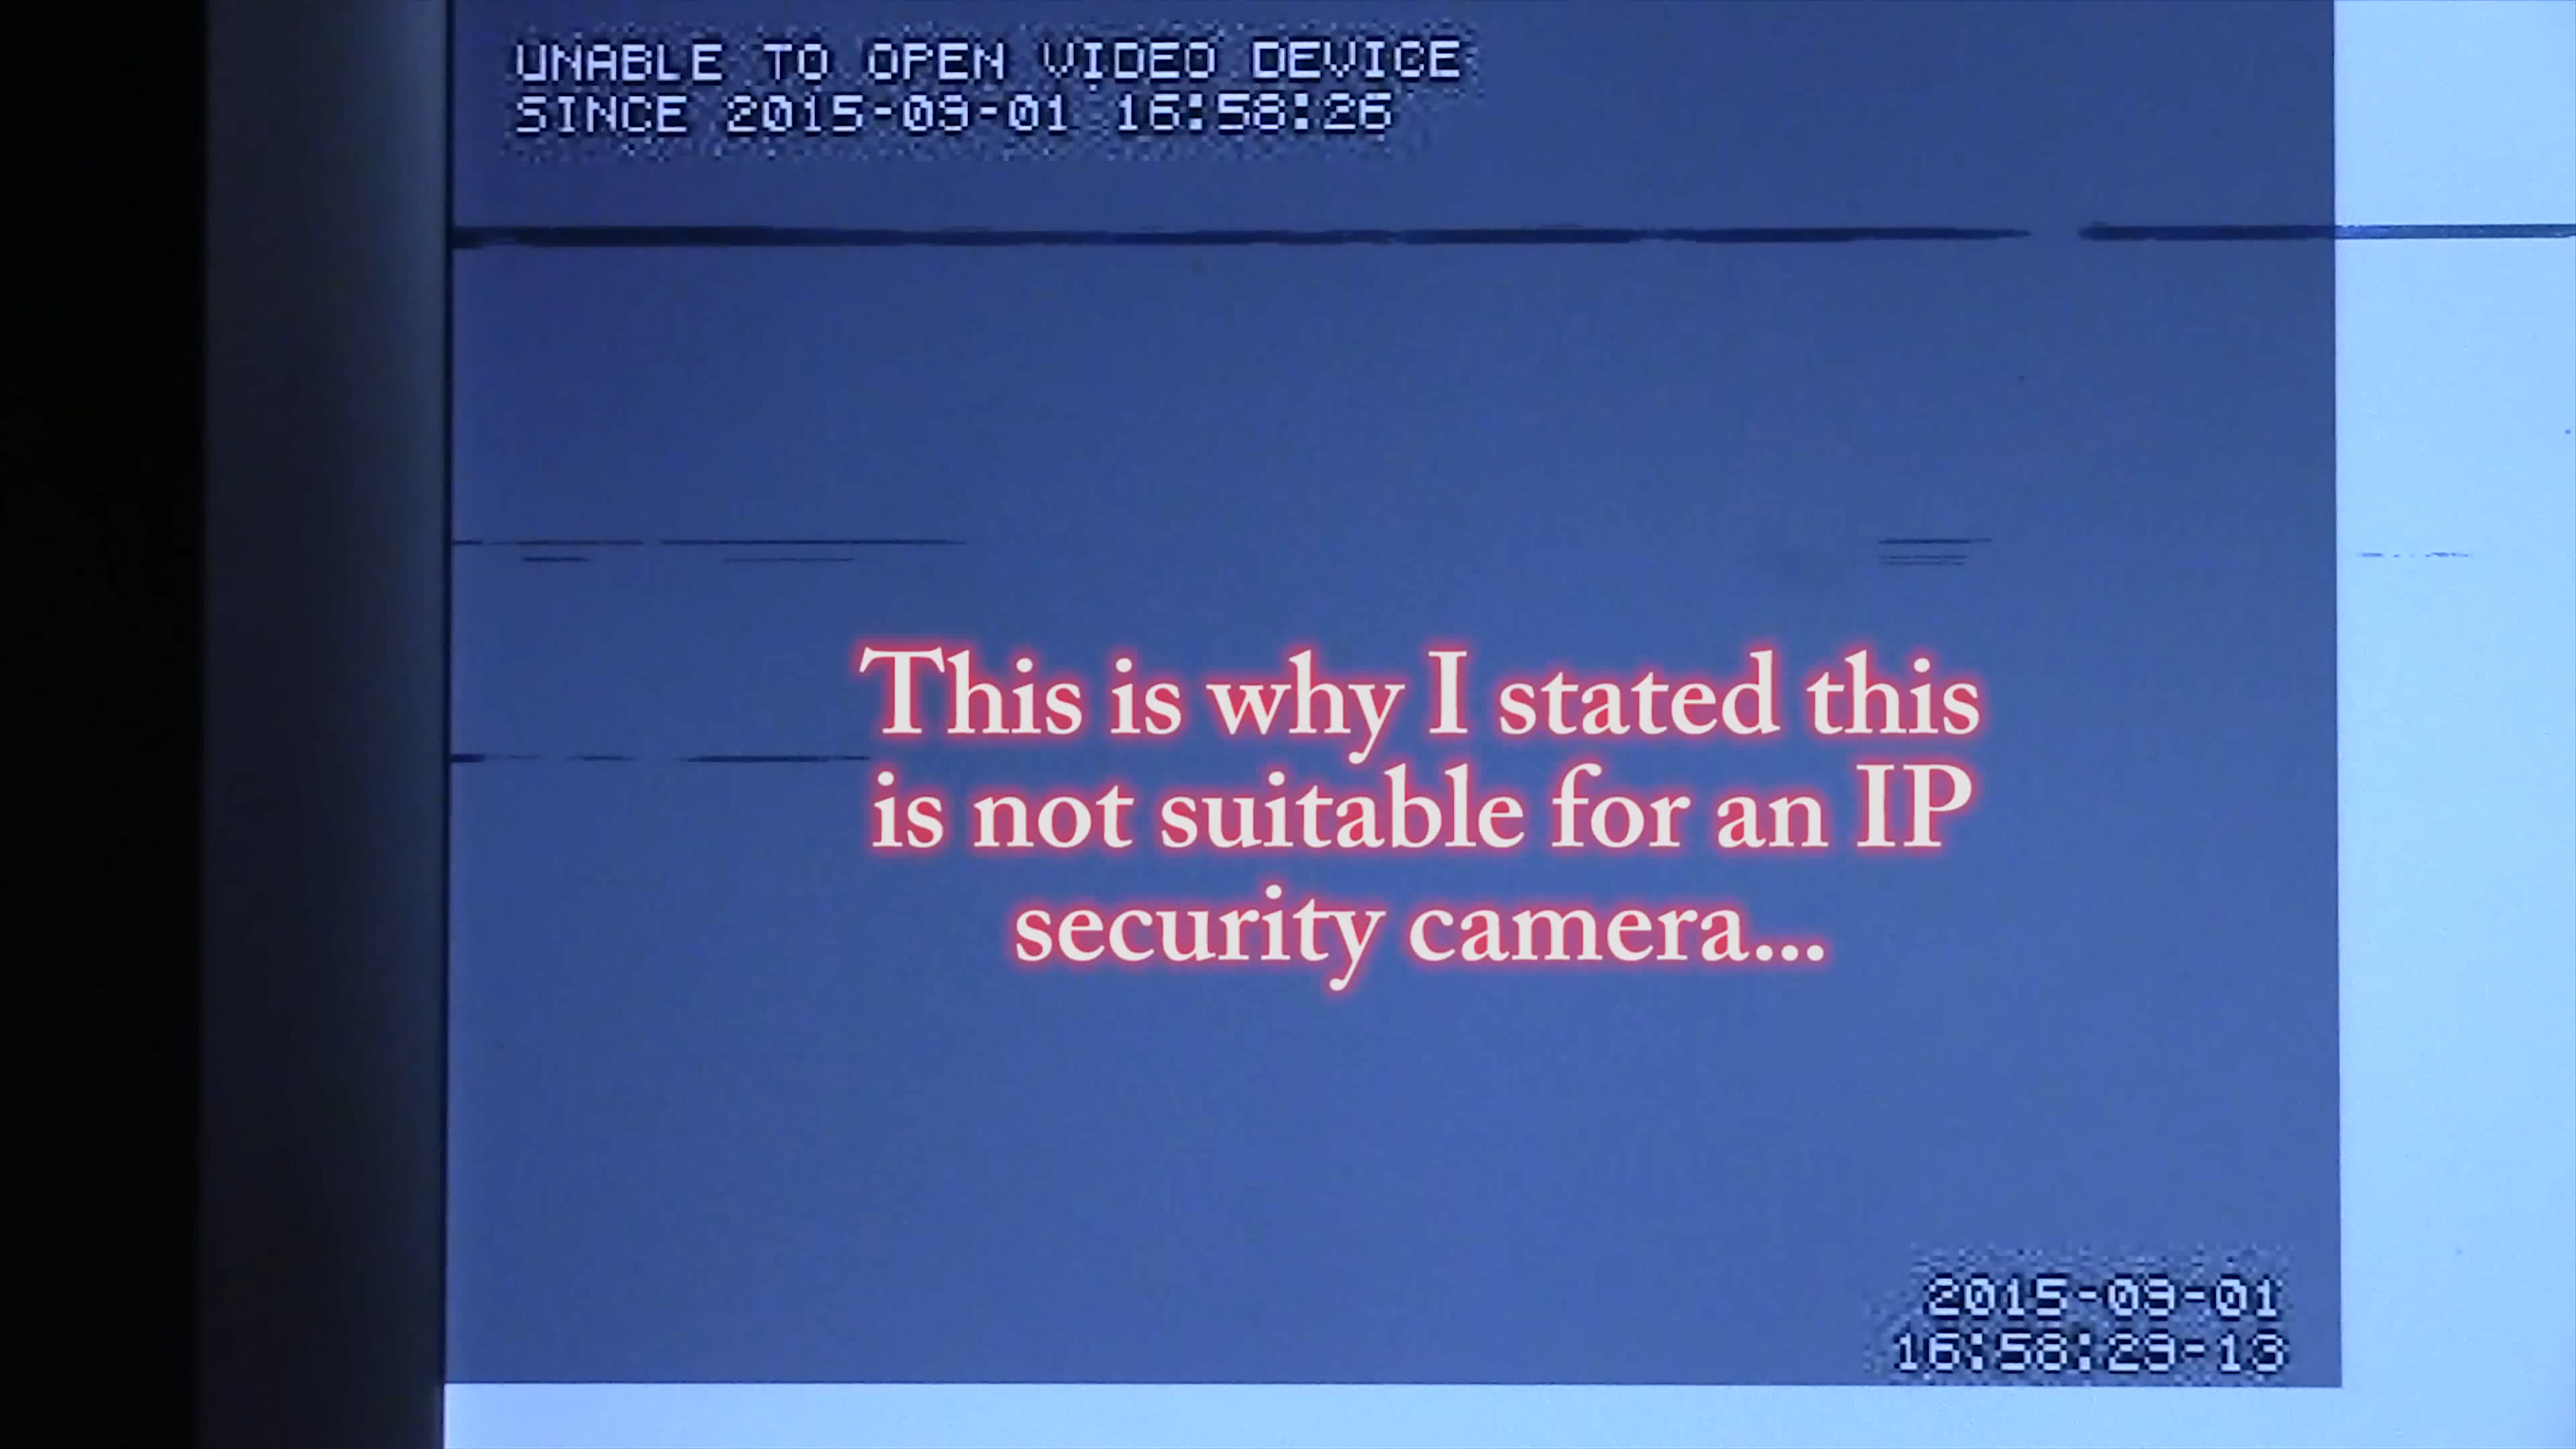 UNABLE TO OPEN VIDEO DEVICE
SINCE 2015-09-01 16:58:26
This is why I stated this
is not suitable for an IP
security camera...
2015-09-01
16:58:29-13